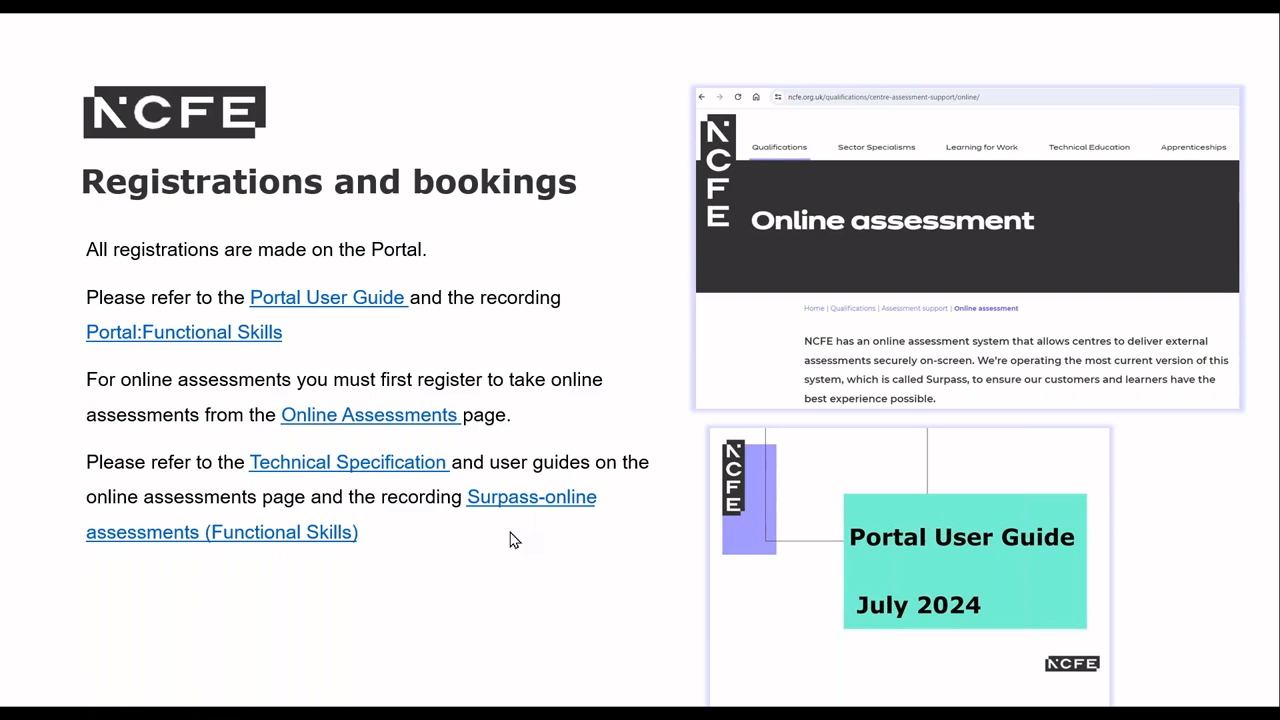 NCFE
Registrations and bookings
All registrations are made on the Portal.
Please refer to the Portal User Guide and the recording
Portal:Functional Skills
For online assessments you must first register to take online
assessments from the Online Assessments page.
Please refer to the Technical Specification and user guides on the
online assessments page and the recording Surpass-online
assessments (Functional Skills)
ncfe.org.uk/qualifications/centre-assessment-support/online/
NCFE
Qualifications Sector Specialisms Learning for Work Technical Education Apprenticeships
Online assessment
Home | Qualifications | Assessment support | Online assessment
NCFE has an online assessment system that allows centres to deliver external
assessments securely on-screen. We're operating the most current version of this
system, which is called Surpass, to ensure our customers and learners have the
best experience possible.
NCFE
Portal User Guide
July 2024
NCFE